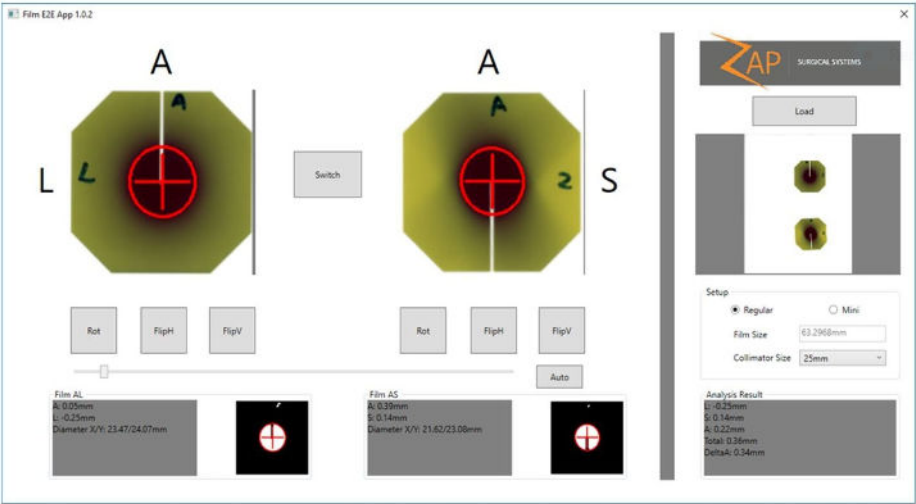 Film E2E App 1.0.2
A
A
ZAP SURGICAL SYSTEMS
Load
A
A
L
L
Switch
S
S
Setup
Regular
Mini
Rot
FlipH
FlipV
Rot
FlipH
FlipV
Film Size
63.2968mm
Collimator Size
25mm
Auto
Film AL
A: 0.05mm
L: -0.25mm
Diameter X/Y: 23.47/24.07mm
Film AS
A: 0.39mm
S: 0.14mm
Diameter X/Y: 21.62/23.08mm
Analysis Result
L: -0.25mm
S: 0.14mm
A: 0.22mm
Total: 0.36mm
DeltaA: 0.34mm